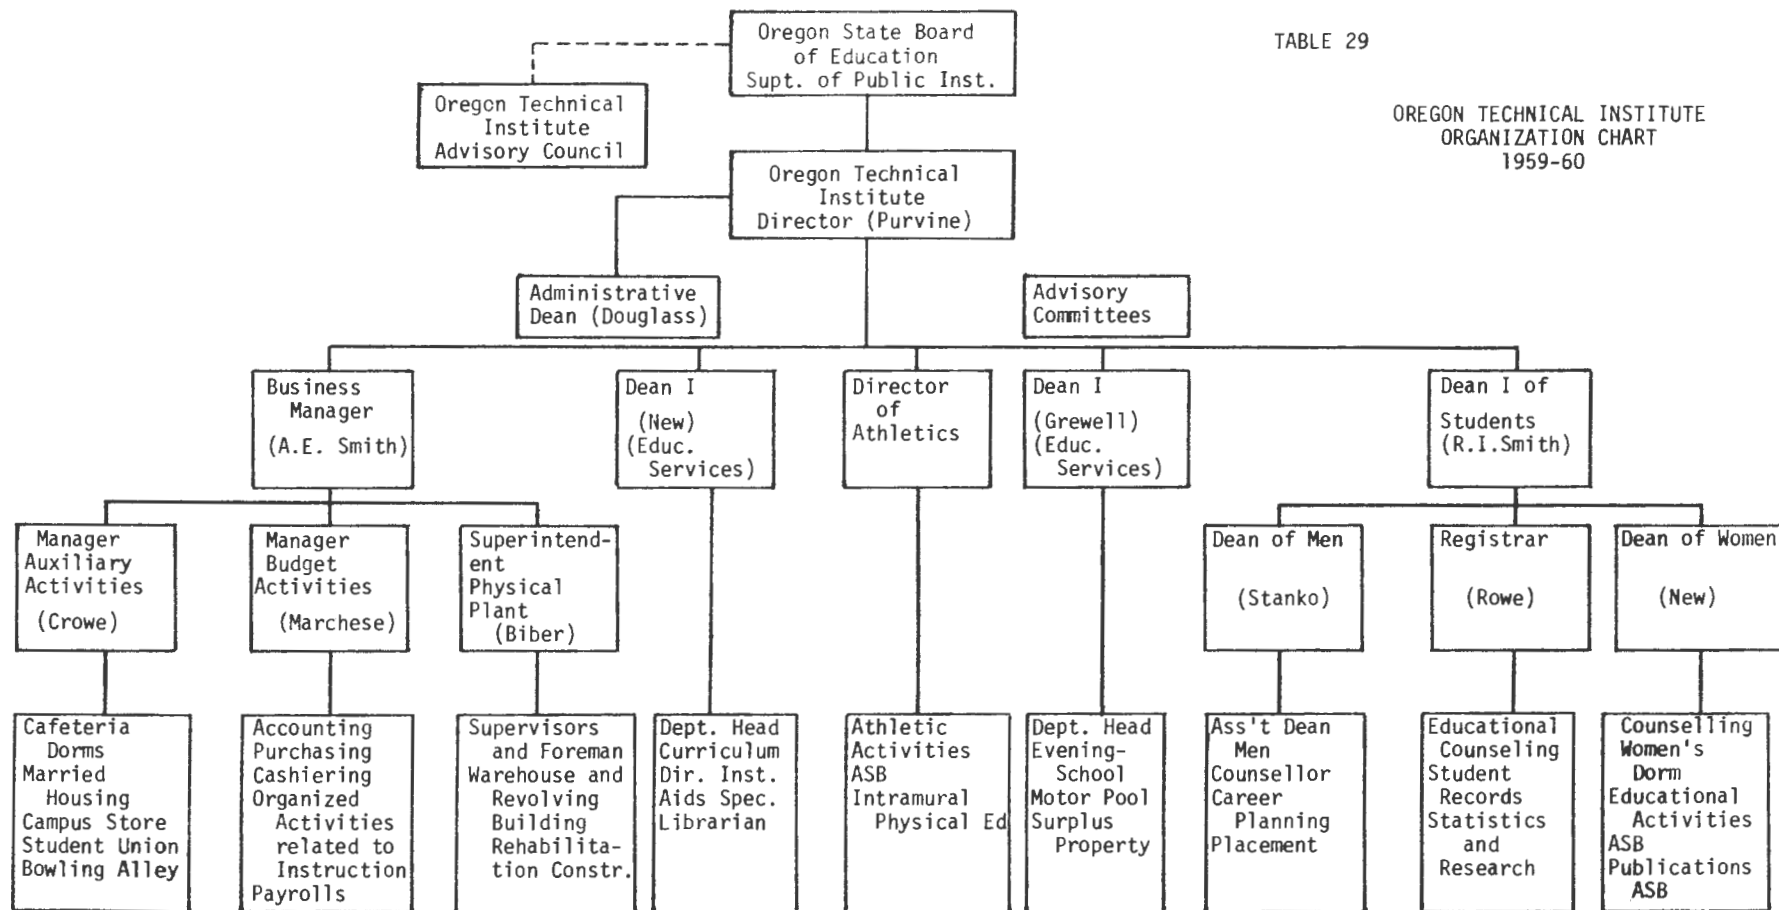 Oregon State Board
of Education
Supt. of Public Inst.
TABLE 29
OREGON TECHNICAL INSTITUTE
ORGANIZATION CHART
1959-60
Oregon Technical
Institute
Advisory Council
Oregon Technical
Institute
Director (Purvine)
Administrative
Dean (Douglass)
Advisory
Committees
Business
Manager
(A.E. Smith)
Dean I
(New)
(Educ.
Services)
Director
of
Athletics
Dean I
(Grewell)
(Educ.
Services)
Dean I of
Students
(R.I.Smith)
Manager
Auxiliary
Activities
(Crowe)
Manager
Budget
Activities
(Marchese)
Superintend-
ent
Physical
Plant
(Biber)
Dean of Men
(Stanko)
Registrar
(Rowe)
Dean of Women
(New)
Cafeteria
Dorms
Married
Housing
Campus Store
Student Union
Bowling Alley
Accounting
Purchasing
Cashiering
Organized
Activities
related to
Instruction
Payrolls
Supervisors
and Foreman
Warehouse and
Revolving
Building
Rehabilita-
tion Constr.
Dept. Head
Curriculum
Dir. Inst.
Aids Spec.
Librarian
Athletic
Activities
ASB
Intramural
Physical Ed
Dept. Head
Evening-
School
Motor Pool
Surplus
Property
Ass't Dean
Men
Counsellor
Career
Planning
Placement
Educational
Counseling
Student
Records
Statistics
and
Research
Counselling
Women's
Dorm
Educational
Activities
ASB
Publications
ASB